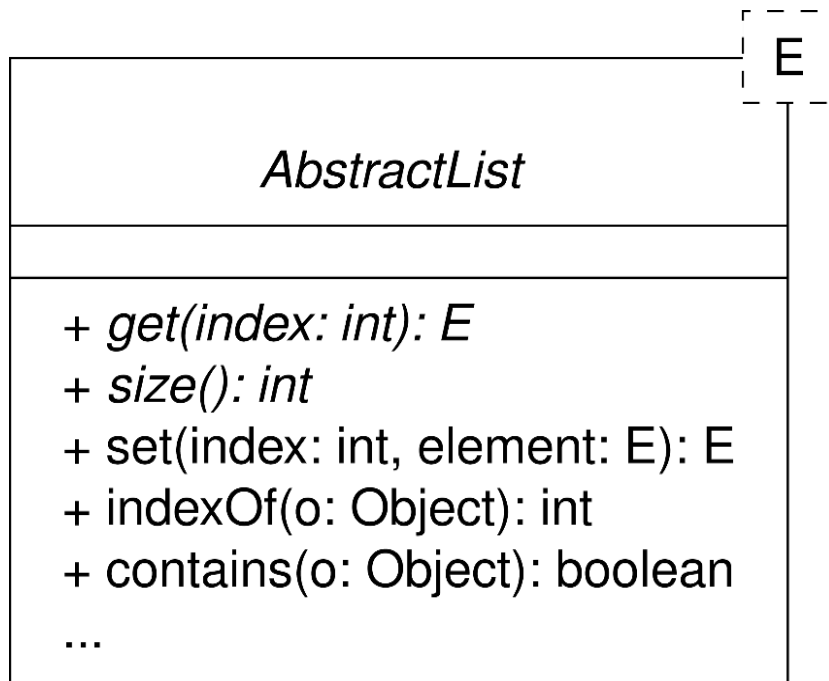 E
AbstractList
+ get(index: int): E
+ size(): int
+ set(index: int, element: E): E
+ indexOf(o: Object): int
+ contains(o: Object): boolean
...